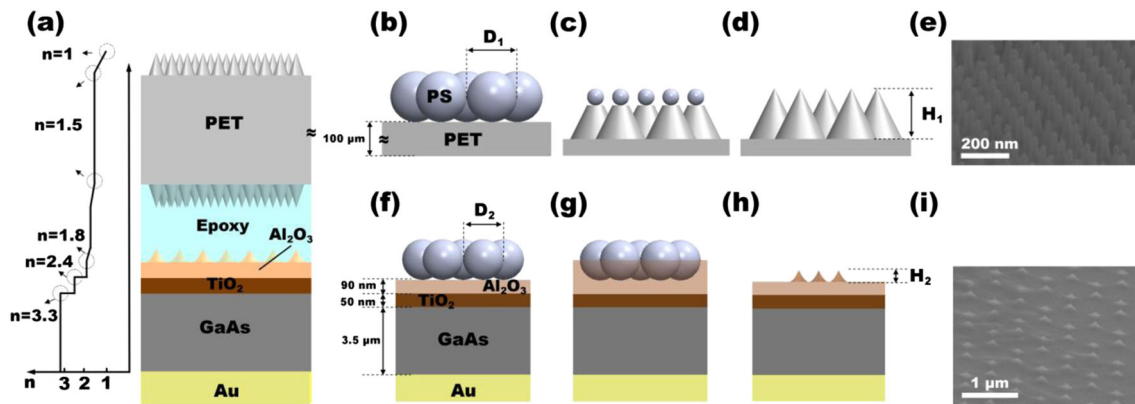 (a)
n=1
n=1.5
n=1.8
n=2.4
n=3.3
n
3
2
1
PET
Epoxy
Al₂O₃
TiO₂
GaAs
Au
≈
(b)
D₁
PS
100 μm
≈
PET
(c)
(d)
H₁
(e)
200 nm
(f)
D₂
90 nm
Al₂O₃
50 nm
TiO₂
3.5 μm
GaAs
Au
(g)
(h)
H₂
(i)
1 μm